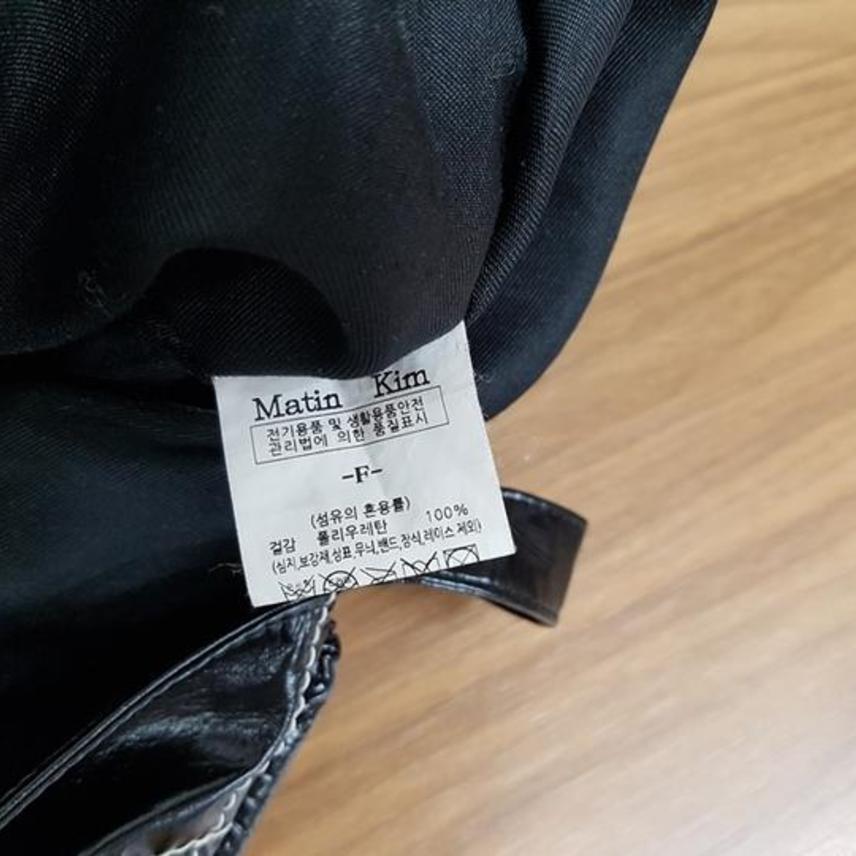 Matin Kim
전기용품 및 생활용품안전
관리법에 의한 품질표시
-F-
(섬유의 혼용률)
겉감 폴리우레탄 100%
(심지,보강재,상표,무늬,밴드,장식,레이스 제외)